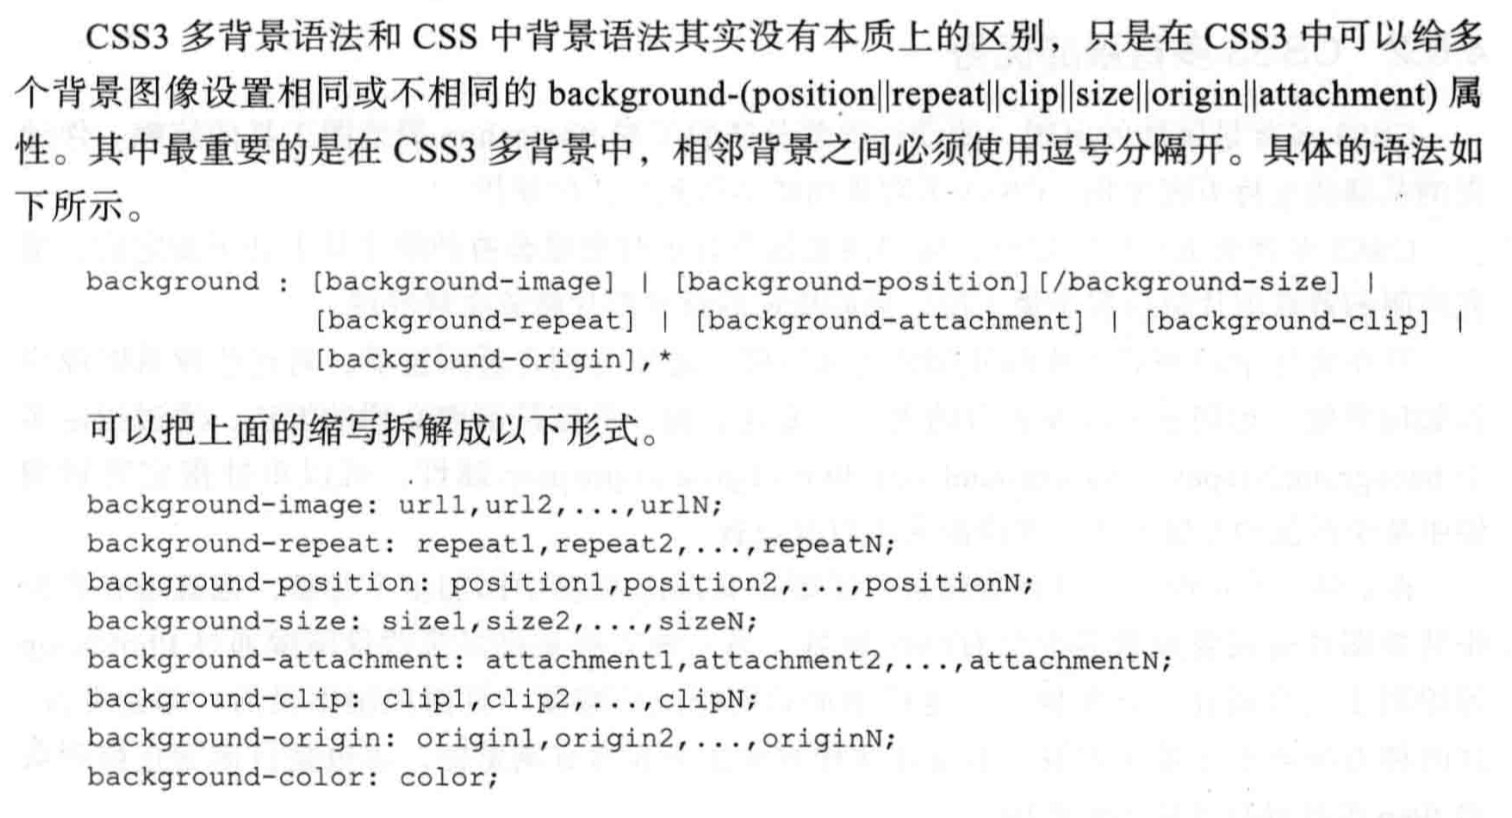 CSS3 多背景语法和 CSS 中背景语法其实没有本质上的区别，只是在 CSS3 中可以给多
个背景图像设置相同或不相同的 background-(position||repeat||clip||size||origin||attachment) 属
性。其中最重要的是在 CSS3 多背景中，相邻背景之间必须使用逗号分隔开。具体的语法如
下所示。
background : [background-image] | [background-position][/background-size] |
[background-repeat] | [background-attachment] | [background-clip] |
[background-origin],*
可以把上面的缩写拆解成以下形式。
background-image: url1,url2,...,urlN;
background-repeat: repeat1,repeat2,...,repeatN;
background-position: position1,position2,...,positionN;
background-size: size1,size2,...,sizeN;
background-attachment: attachment1,attachment2,...,attachmentN;
background-clip: clip1,clip2,...,clipN;
background-origin: origin1,origin2,...,originN;
background-color: color;